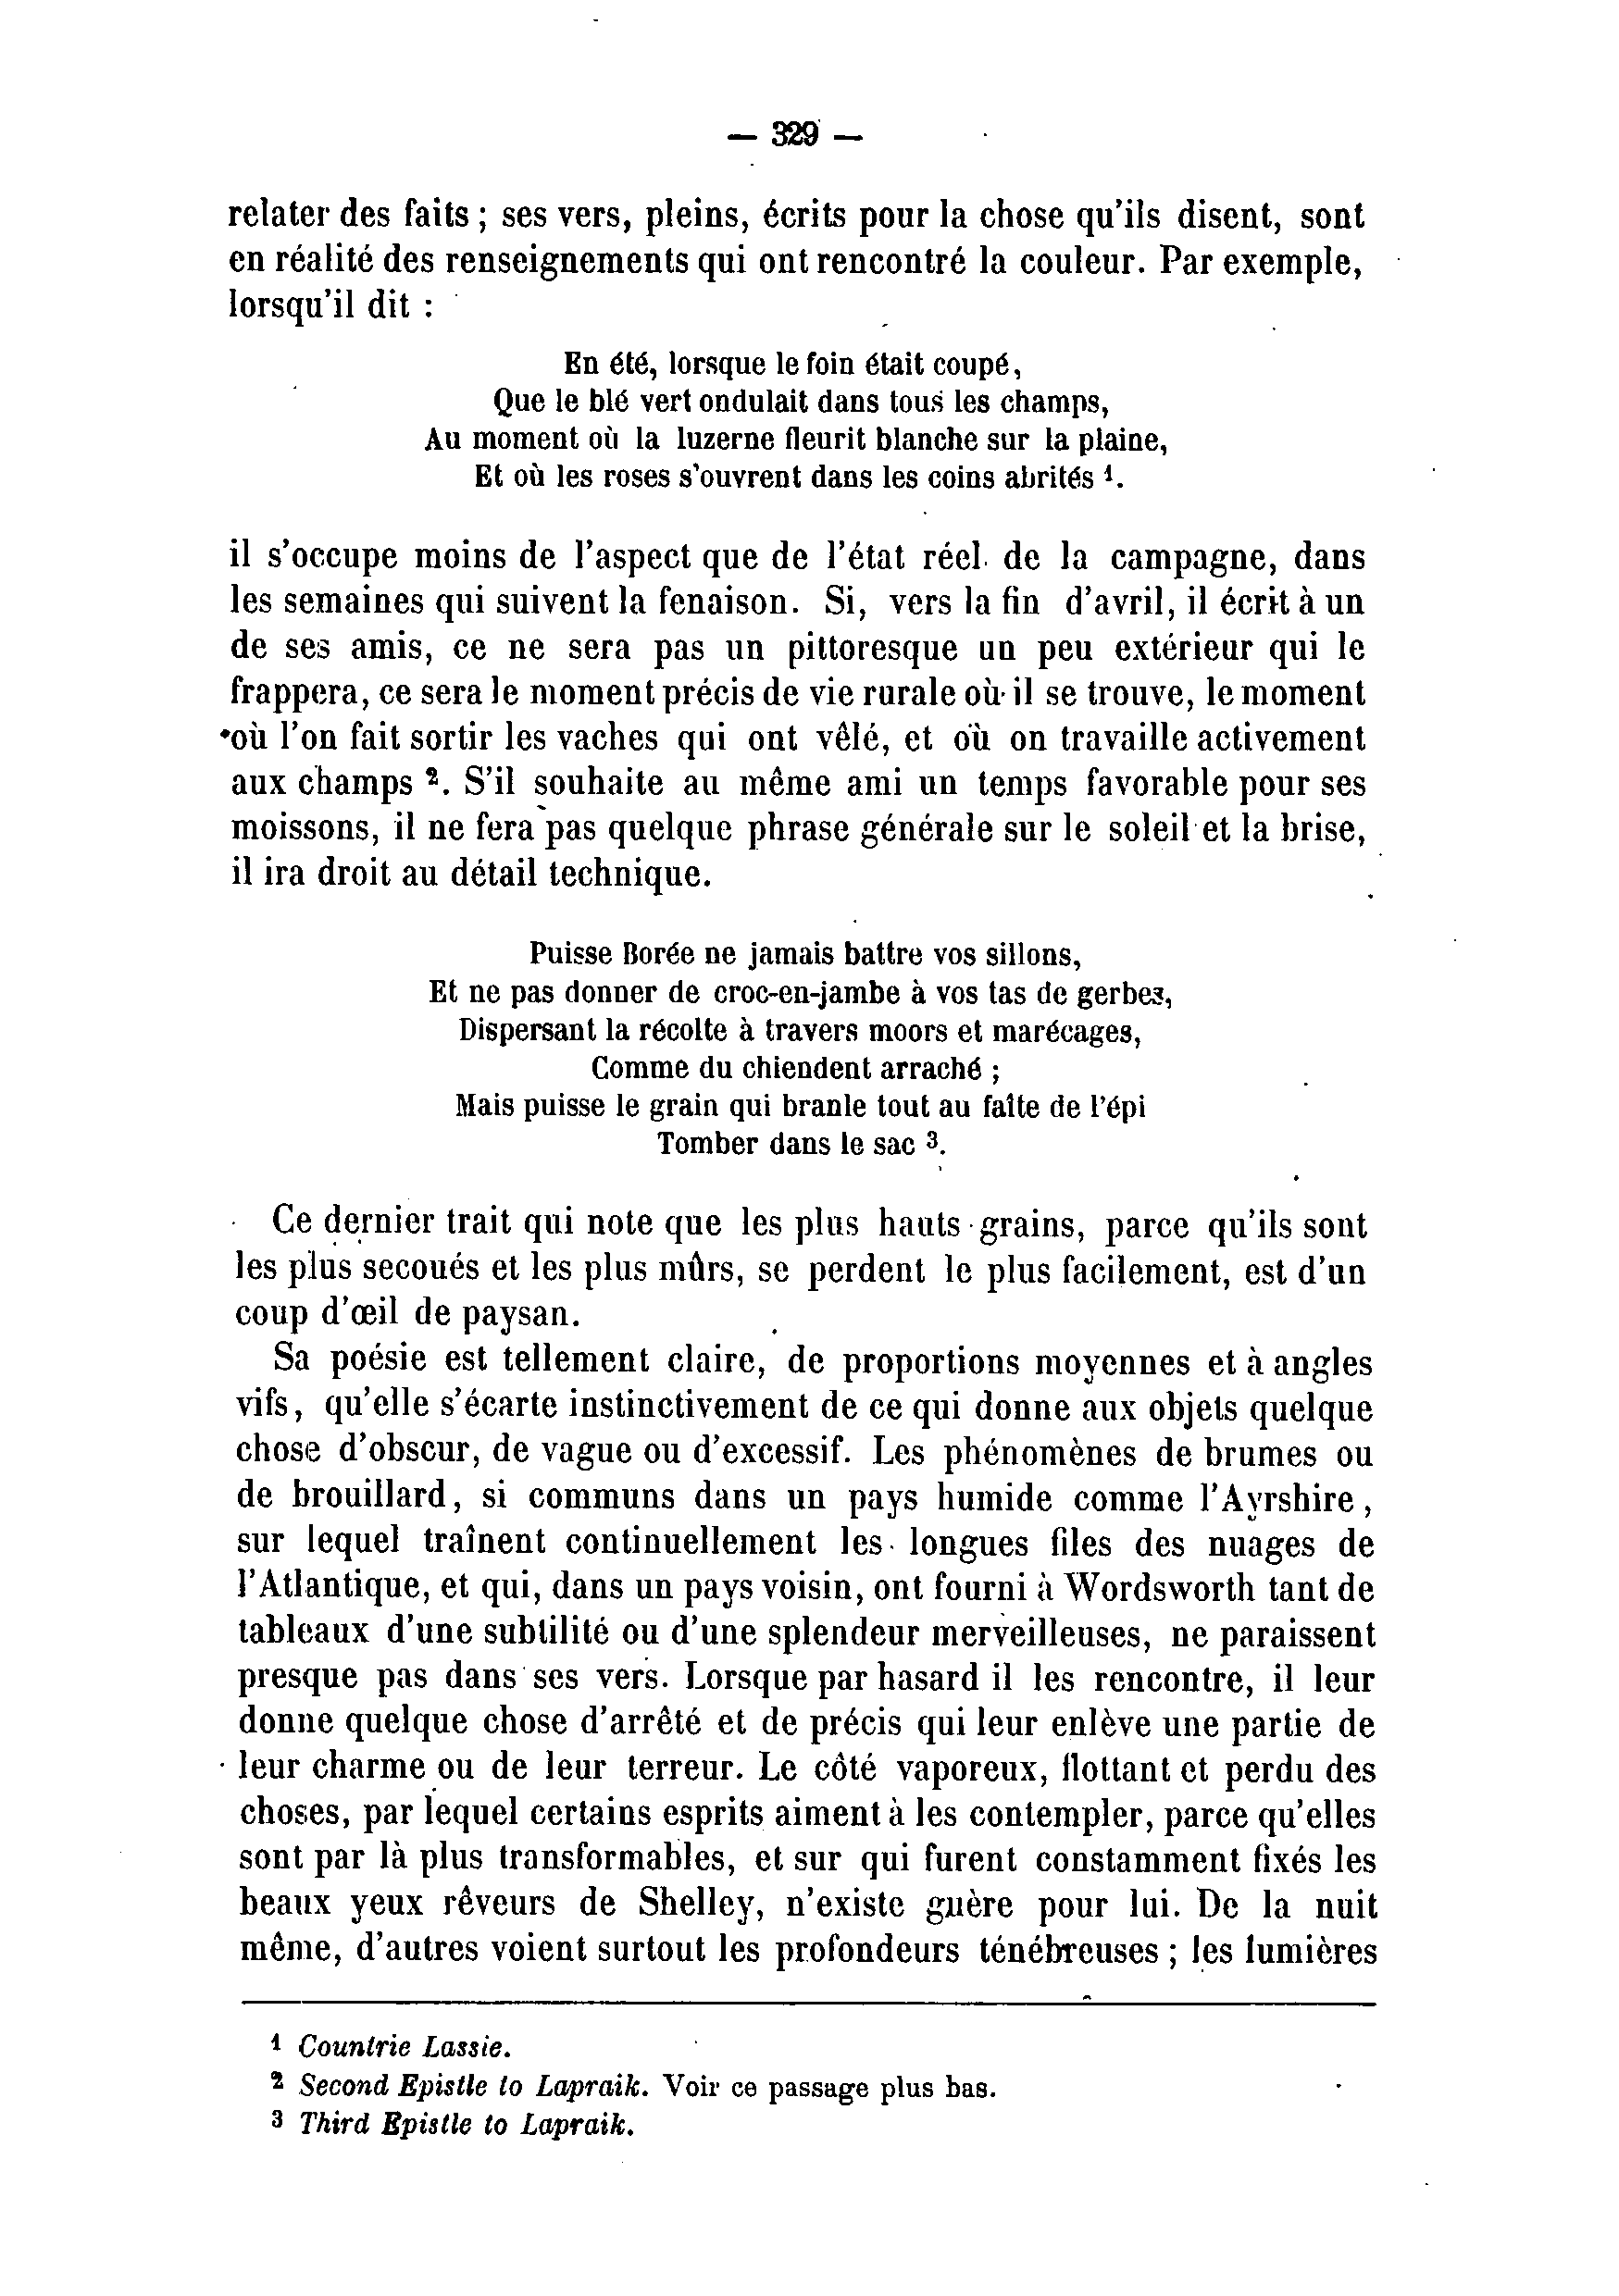 — 329 —
relater des faits ; ses vers, pleins, écrits pour la chose qu'ils disent, sont
en réalité des renseignements qui ont rencontré la couleur. Par exemple,
lorsqu'il dit :
En été, lorsque le foin était coupé,
Que le blé vert ondulait dans tous les champs,
Au moment où la luzerne fleurit blanche sur la plaine,
Et où les roses s'ouvrent dans les coins abrités ¹.
il s'occupe moins de l'aspect que de l'état réel de la campagne, dans
les semaines qui suivent la fenaison. Si, vers la fin d'avril, il écrit à un
de ses amis, ce ne sera pas un pittoresque un peu extérieur qui le
frappera, ce sera le moment précis de vie rurale où il se trouve, le moment
où l'on fait sortir les vaches qui ont vêlé, et où on travaille activement
aux champs ². S'il souhaite au même ami un temps favorable pour ses
moissons, il ne fera pas quelque phrase générale sur le soleil et la brise,
il ira droit au détail technique.
Puisse Borée ne jamais battre vos sillons,
Et ne pas donner de croc-en-jambe à vos tas de gerbes,
Dispersant la récolte à travers moors et marécages,
Comme du chiendent arraché ;
Mais puisse le grain qui branle tout au faîte de l'épi
Tomber dans le sac ³.
Ce dernier trait qui note que les plus hauts grains, parce qu'ils sont
les plus secoués et les plus mûrs, se perdent le plus facilement, est d'un
coup d'œil de paysan.
Sa poésie est tellement claire, de proportions moyennes et à angles
vifs, qu'elle s'écarte instinctivement de ce qui donne aux objets quelque
chose d'obscur, de vague ou d'excessif. Les phénomènes de brumes ou
de brouillard, si communs dans un pays humide comme l'Ayrshire,
sur lequel traînent continuellement les longues files des nuages de
l'Atlantique, et qui, dans un pays voisin, ont fourni à Wordsworth tant de
tableaux d'une subtilité ou d'une splendeur merveilleuses, ne paraissent
presque pas dans ses vers. Lorsque par hasard il les rencontre, il leur
donne quelque chose d'arrêté et de précis qui leur enlève une partie de
leur charme ou de leur terreur. Le côté vaporeux, flottant et perdu des
choses, par lequel certains esprits aiment à les contempler, parce qu'elles
sont par là plus transformables, et sur qui furent constamment fixés les
beaux yeux rêveurs de Shelley, n'existe guère pour lui. De la nuit
même, d'autres voient surtout les profondeurs ténébreuses ; les lumières
¹ Countrie Lassie.
² Second Epistle to Lapraik. Voir ce passage plus bas.
³ Third Epistle to Lapraik.